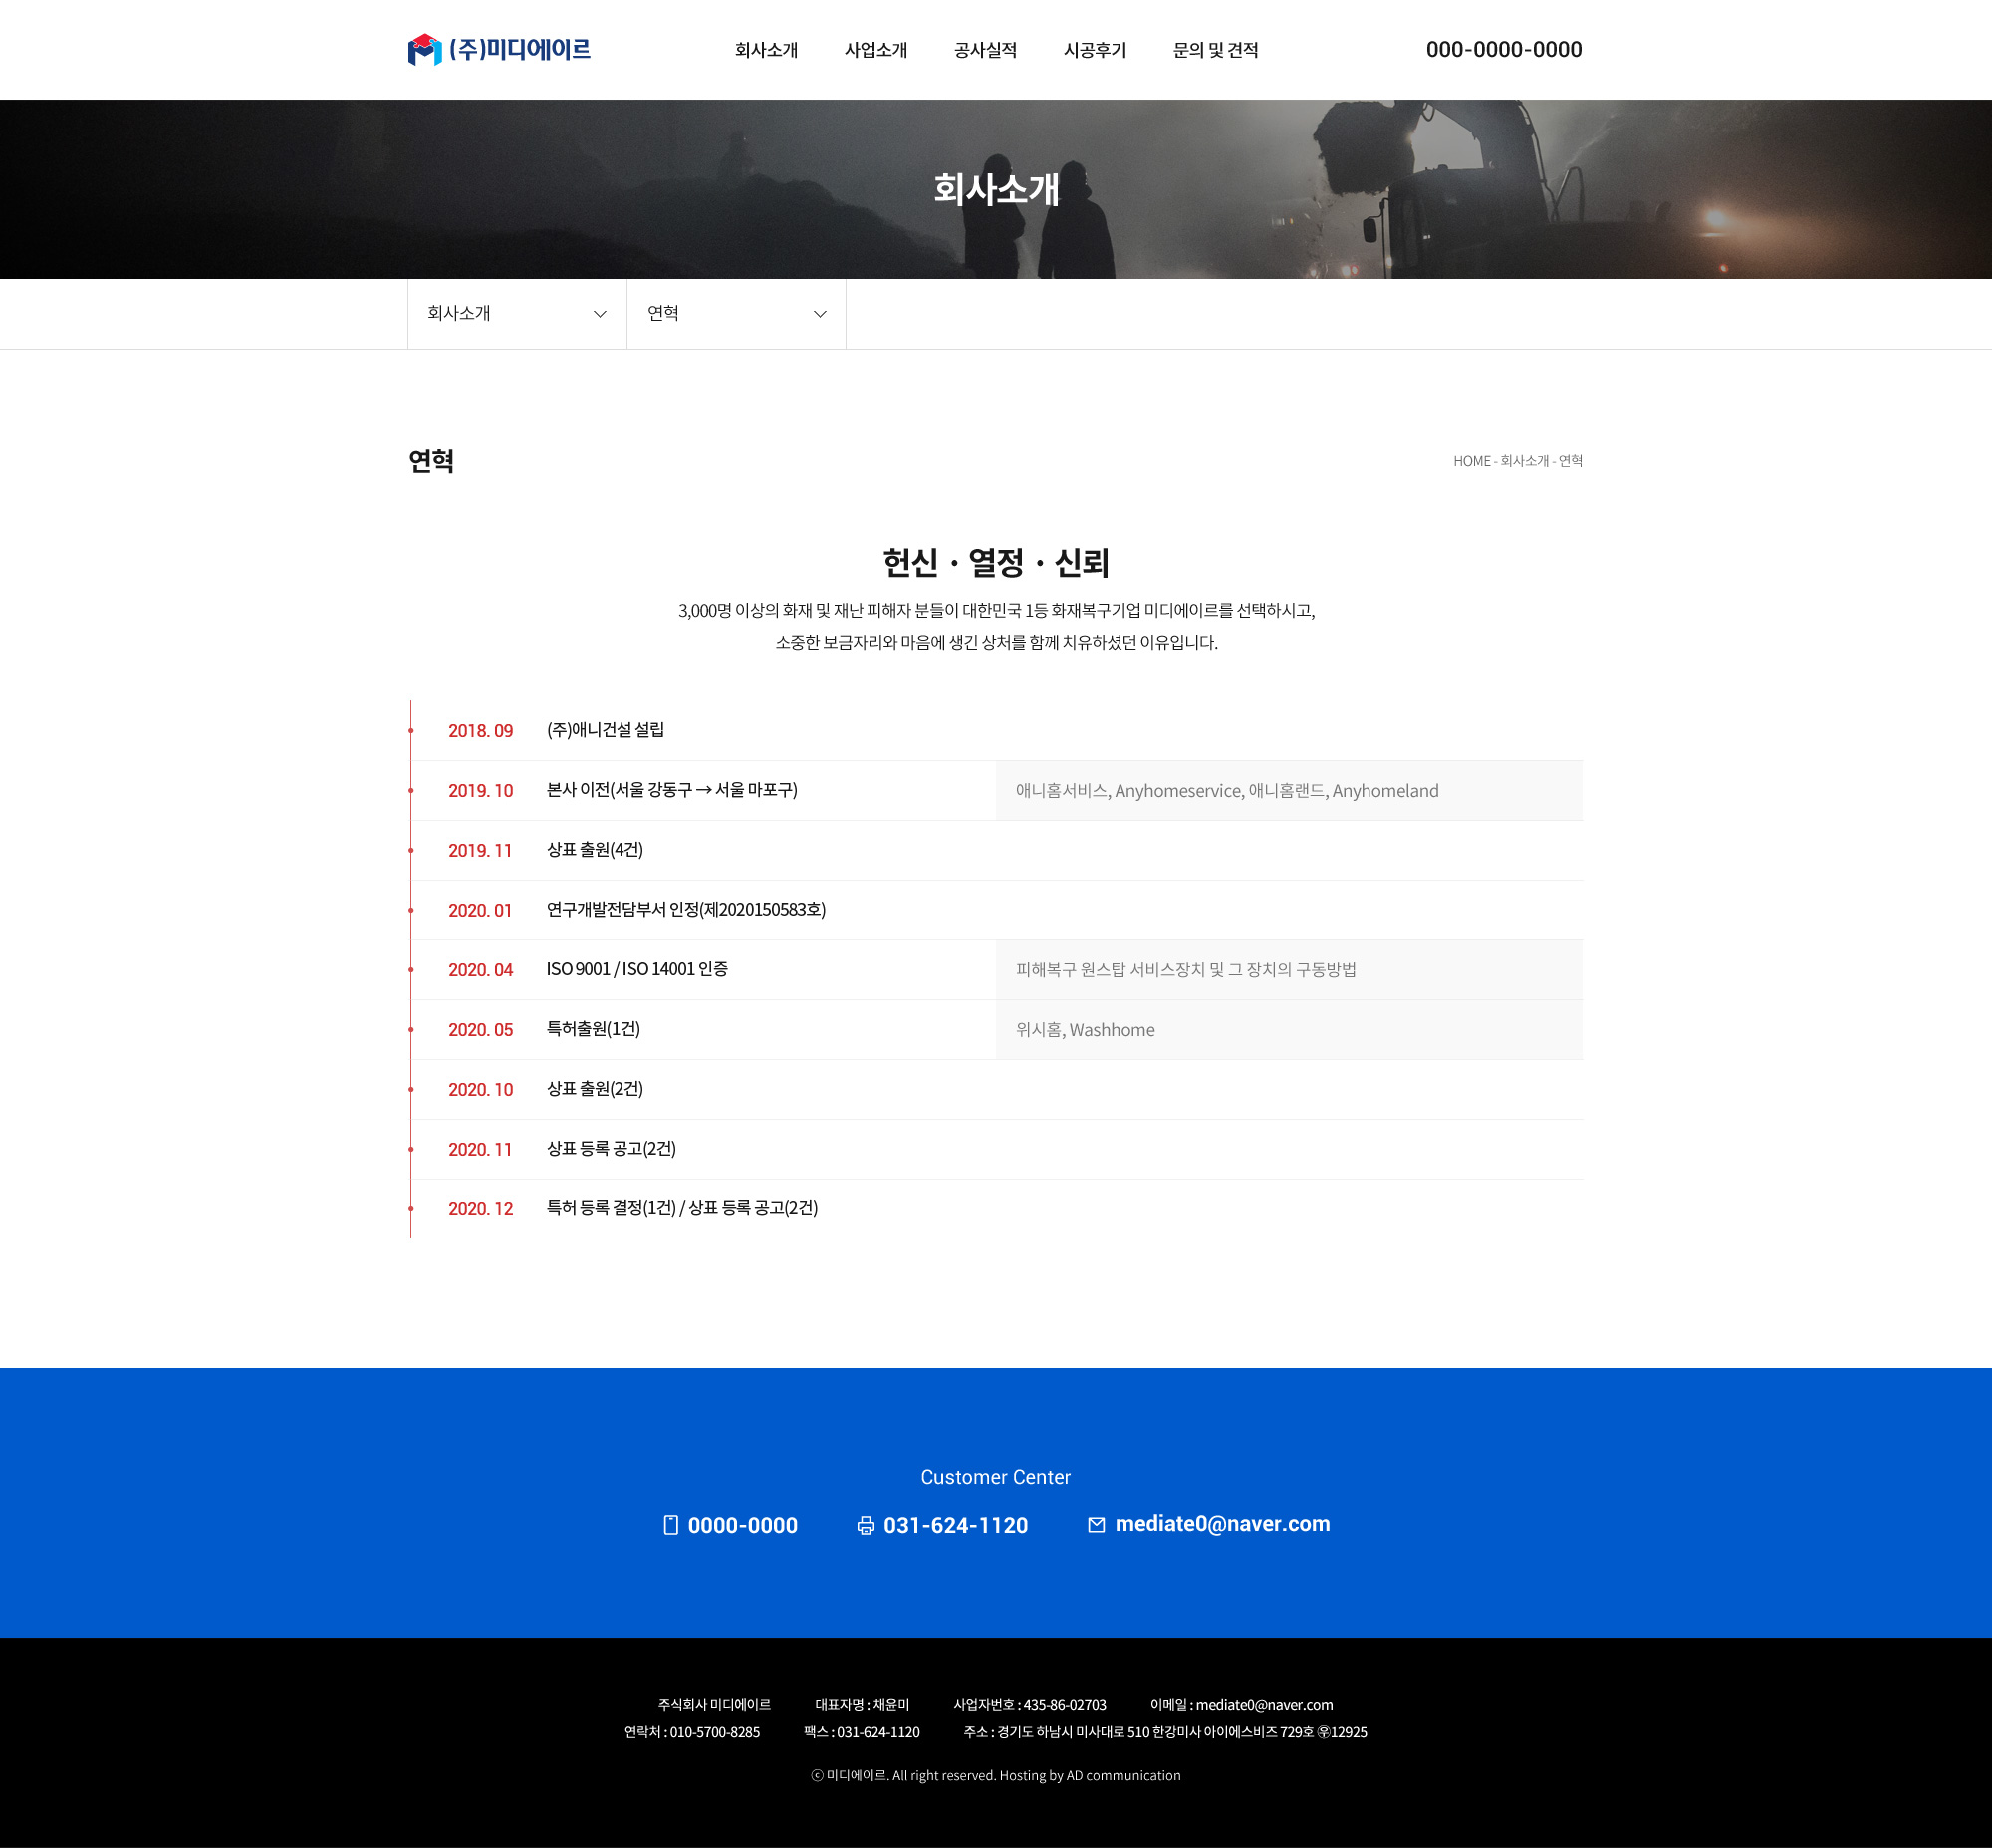 (주)미디에이르
회사소개 사업소개 공사실적 시공후기 문의 및 견적
000-0000-0000
회사소개
회사소개 연혁
연혁
HOME - 회사소개 - 연혁
헌신 · 열정 · 신뢰
3,000명 이상의 화재 및 재난 피해자 분들이 대한민국 1등 화재복구기업 미디에이르를 선택하시고,
소중한 보금자리와 마음에 생긴 상처를 함께 치유하셨던 이유입니다.
2018. 09 (주)애니건설 설립
2019. 10 본사 이전(서울 강동구 → 서울 마포구) 애니홈서비스, Anyhomeservice, 애니홈랜드, Anyhomeland
2019. 11 상표 출원(4건)
2020. 01 연구개발전담부서 인정(제2020150583호)
2020. 04 ISO 9001 / ISO 14001 인증 피해복구 원스탑 서비스장치 및 그 장치의 구동방법
2020. 05 특허출원(1건) 위시홈, Washhome
2020. 10 상표 출원(2건)
2020. 11 상표 등록 공고(2건)
2020. 12 특허 등록 결정(1건) / 상표 등록 공고(2건)
Customer Center
0000-0000 031-624-1120 mediate0@naver.com
주식회사 미디에이르 대표자명 : 채윤미 사업자번호 : 435-86-02703 이메일 : mediate0@naver.com
연락처 : 010-5700-8285 팩스 : 031-624-1120 주소 : 경기도 하남시 미사대로 510 한강미사 아이에스비즈 729호 ㉾12925
ⓒ 미디에이르. All right reserved. Hosting by AD communication